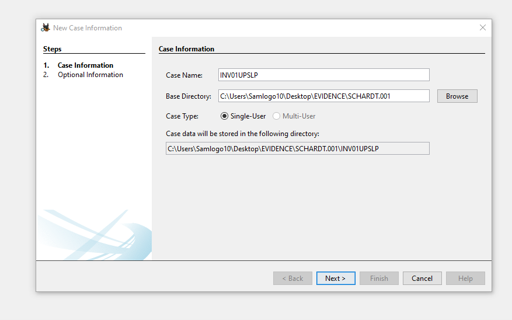 New Case Information
Steps
1. Case Information
2. Optional Information
Case Information
Case Name: INV01UPSLP
Base Directory: C:\Users\Samlogo10\Desktop\EVIDENCE\SCHARDT.001 Browse
Case Type: Single-User Multi-User
Case data will be stored in the following directory:
C:\Users\Samlogo10\Desktop\EVIDENCE\SCHARDT.001\INV01UPSLP
< Back Next > Finish Cancel Help